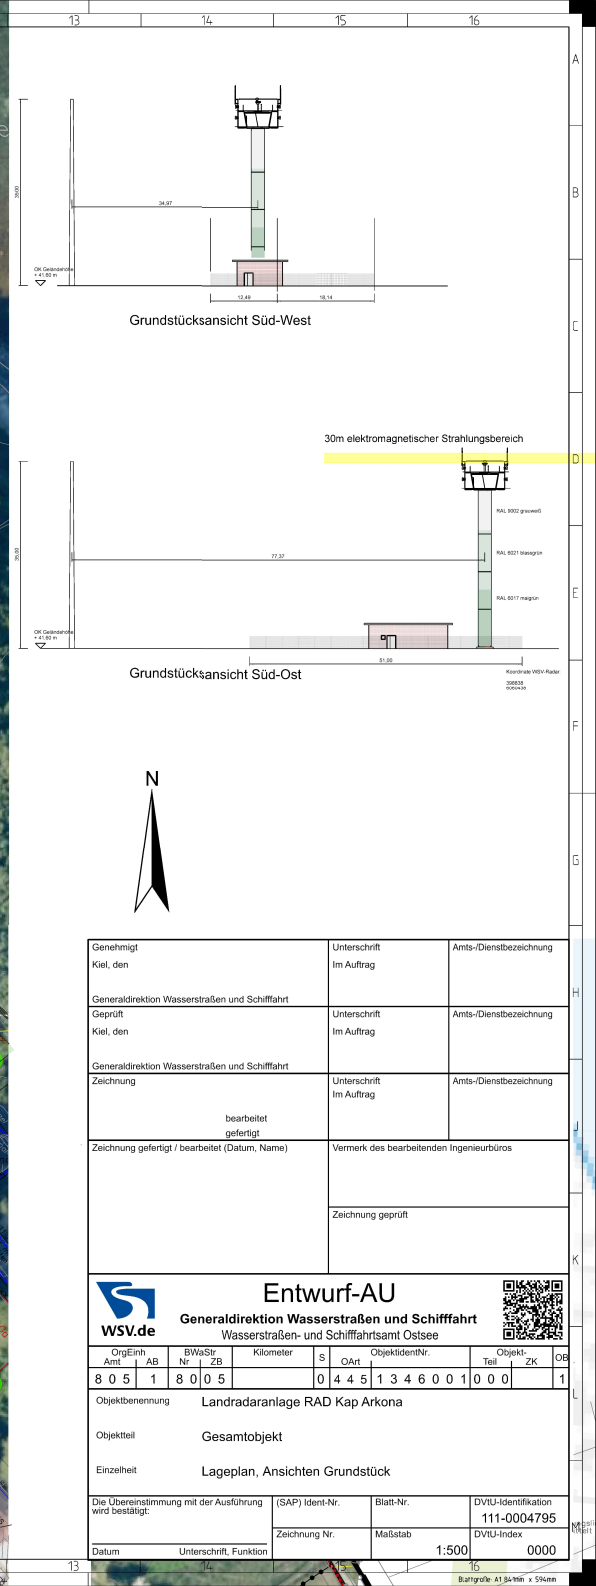 13 14 15 16
A
B
34,97
OK Geländehöhe
+ 41.60 m
12,49 18,14
Grundstücksansicht Süd-West
C
30m elektromagnetischer Strahlungsbereich
D
RAL 9002 grauweiß
35,00
77,37
RAL 6021 blassgrün
E
RAL 6017 maigrün
OK Geländehöhe
+ 41.60 m
51,00
Grundstücksansicht Süd-Ost
Koordinate WSV-Radar:
398838
6060438
F
N
G
Genehmigt Unterschrift Amts-/Dienstbezeichnung
Kiel, den Im Auftrag
H
Generaldirektion Wasserstraßen und Schifffahrt
Geprüft Unterschrift Amts-/Dienstbezeichnung
Kiel, den Im Auftrag
Generaldirektion Wasserstraßen und Schifffahrt
Zeichnung Unterschrift Amts-/Dienstbezeichnung
Im Auftrag
bearbeitet
J
gefertigt
Zeichnung gefertigt / bearbeitet (Datum, Name) Vermerk des bearbeitenden Ingenieurbüros
Zeichnung geprüft
K
Entwurf-AU
Generaldirektion Wasserstraßen und Schifffahrt
WSV.de
Wasserstraßen- und Schifffahrtsamt Ostsee
OrgEinh BWaStr Kilometer S ObjektidentNr. Objekt- OB
Amt AB Nr ZB OArt Teil ZK
8 0 5 1 8 0 0 5 0 4 4 5 1 3 4 6 0 0 1 0 0 0 1
L
Objektbenennung Landradaranlage RAD Kap Arkona
Objektteil Gesamtobjekt
Einzelheit Lageplan, Ansichten Grundstück
Die Übereinstimmung mit der Ausführung
wird bestätigt:
(SAP) Ident-Nr. Blatt-Nr. DVtU-Identifikation
111-0004795
M
Zeichnung Nr. Maßstab DVtU-Index
Datum Unterschrift, Funktion 1:500 0000
13 14 16
Blattgröße: A1 841mm x 594mm